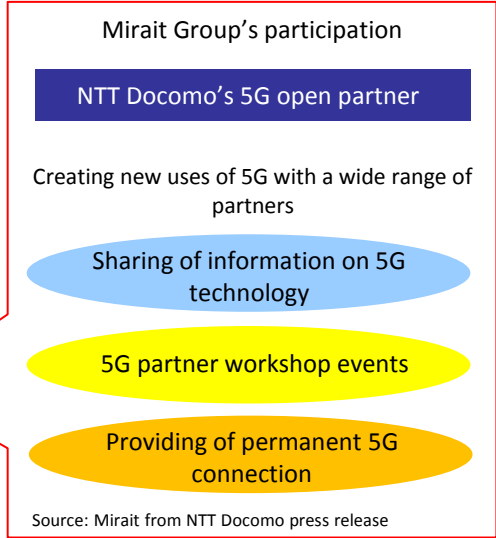 Mirait Group’s participation
NTT Docomo’s 5G open partner
Creating new uses of 5G with a wide range of
partners
Sharing of information on 5G
technology
5G partner workshop events
Providing of permanent 5G
connection
Source: Mirait from NTT Docomo press release